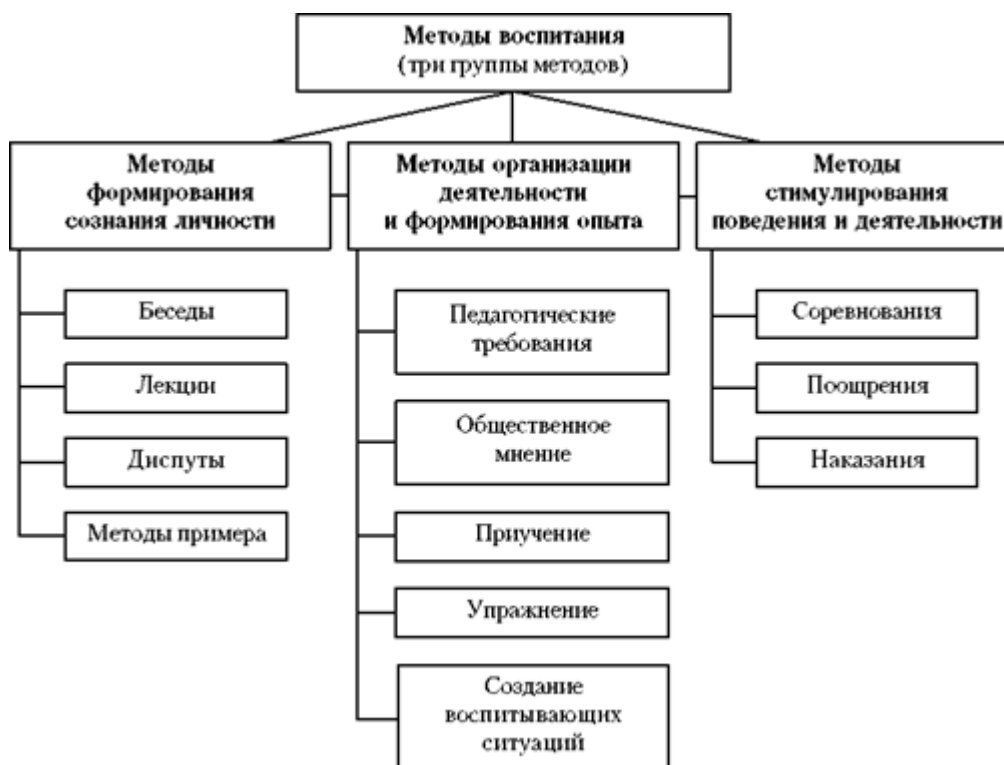 Методы воспитания
(три группы методов)
Методы
формирования
сознания личности
Методы организации
деятельности
и формирования опыта
Методы
стимулирования
поведения и деятельности
Беседы
Лекции
Диспуты
Методы примера
Педагогические
требования
Общественное
мнение
Приучение
Упражнение
Создание
воспитывающих
ситуаций
Соревнования
Поощрения
Наказания